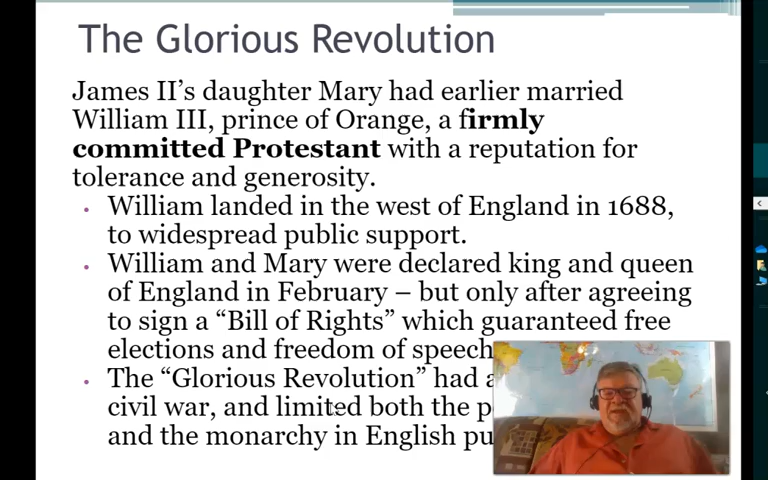 The Glorious Revolution
James II's daughter Mary had earlier married
William III, prince of Orange, a firmly
committed Protestant with a reputation for
tolerance and generosity.
• William landed in the west of England in 1688,
to widespread public support.
• William and Mary were declared king and queen
of England in February – but only after agreeing
to sign a “Bill of Rights” which guaranteed free
elections and freedom of speech
• The “Glorious Revolution” had
civil war, and limited both the
and the monarchy in English